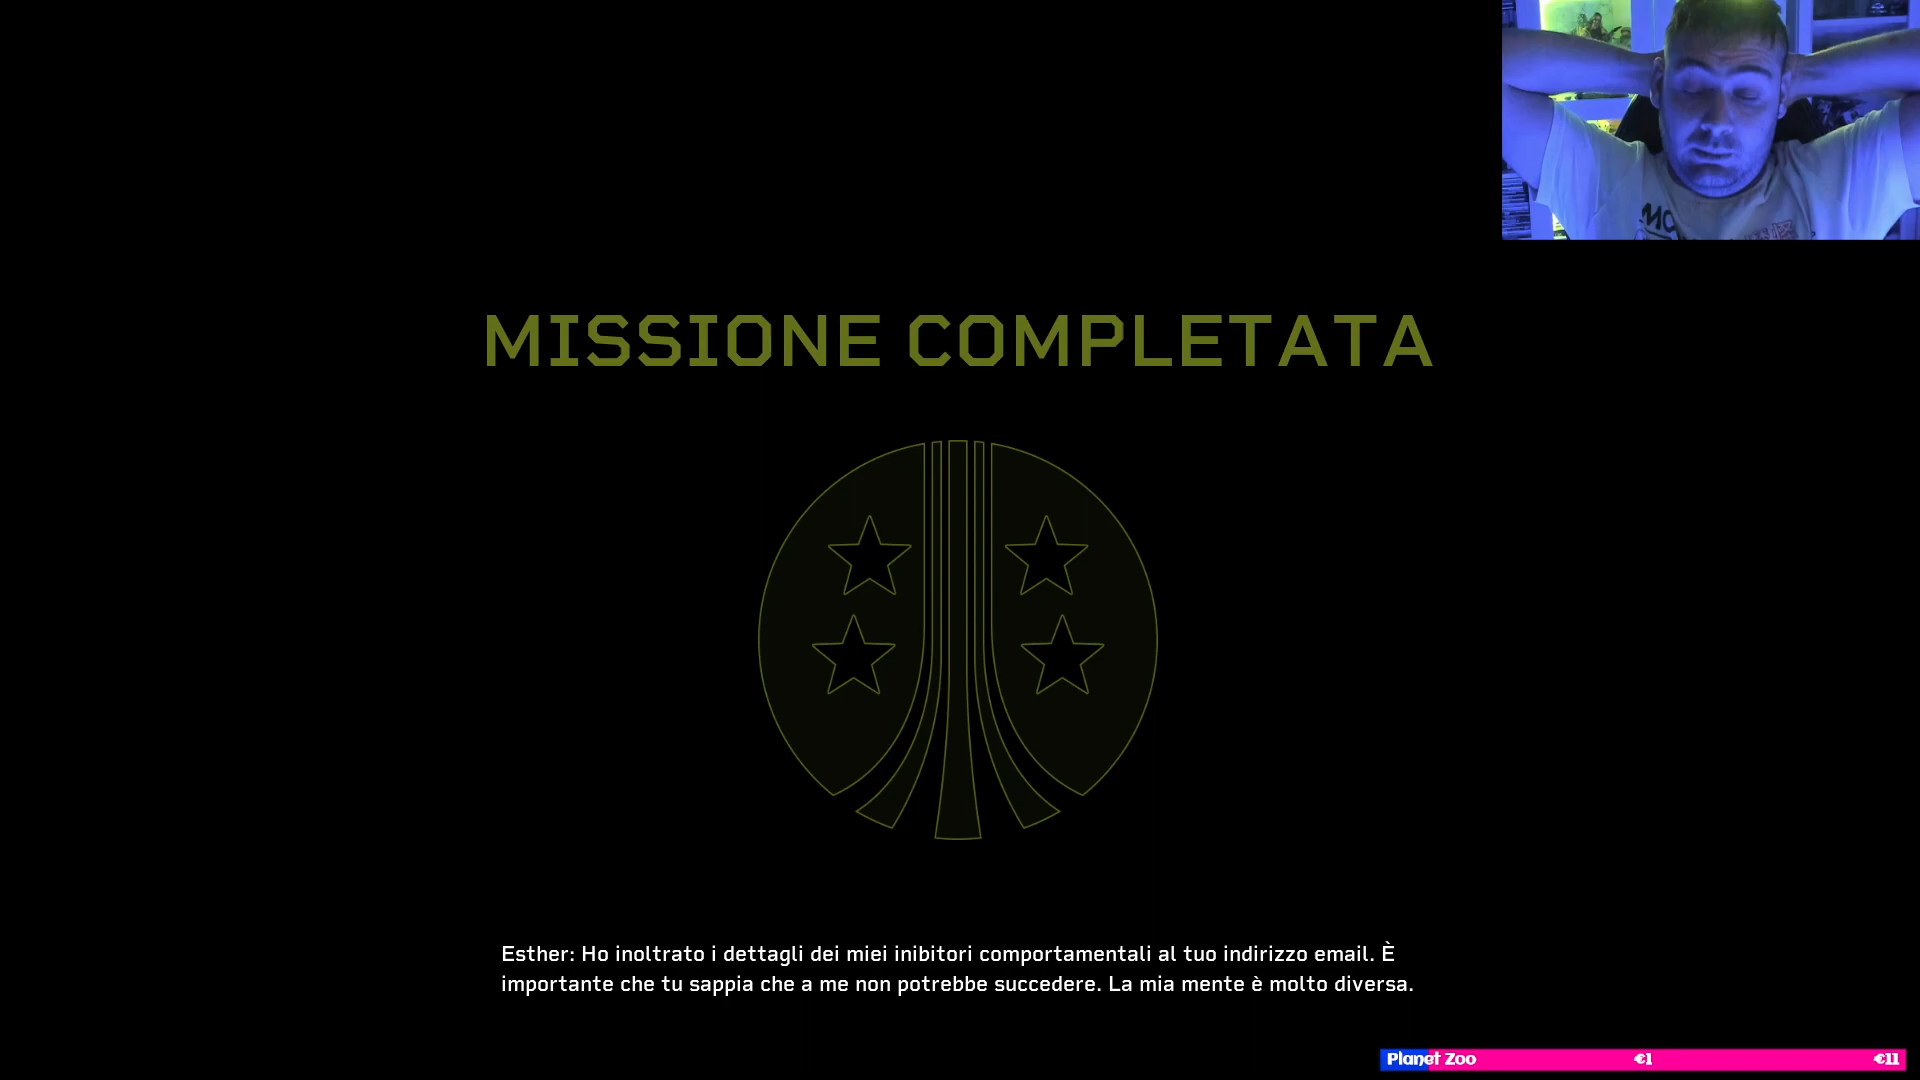 MISSIONE COMPLETATA
Esther: Ho inoltrato i dettagli dei miei inibitori comportamentali al tuo indirizzo email. È
importante che tu sappia che a me non potrebbe succedere. La mia mente è molto diversa.
Planet Zoo €1 €11